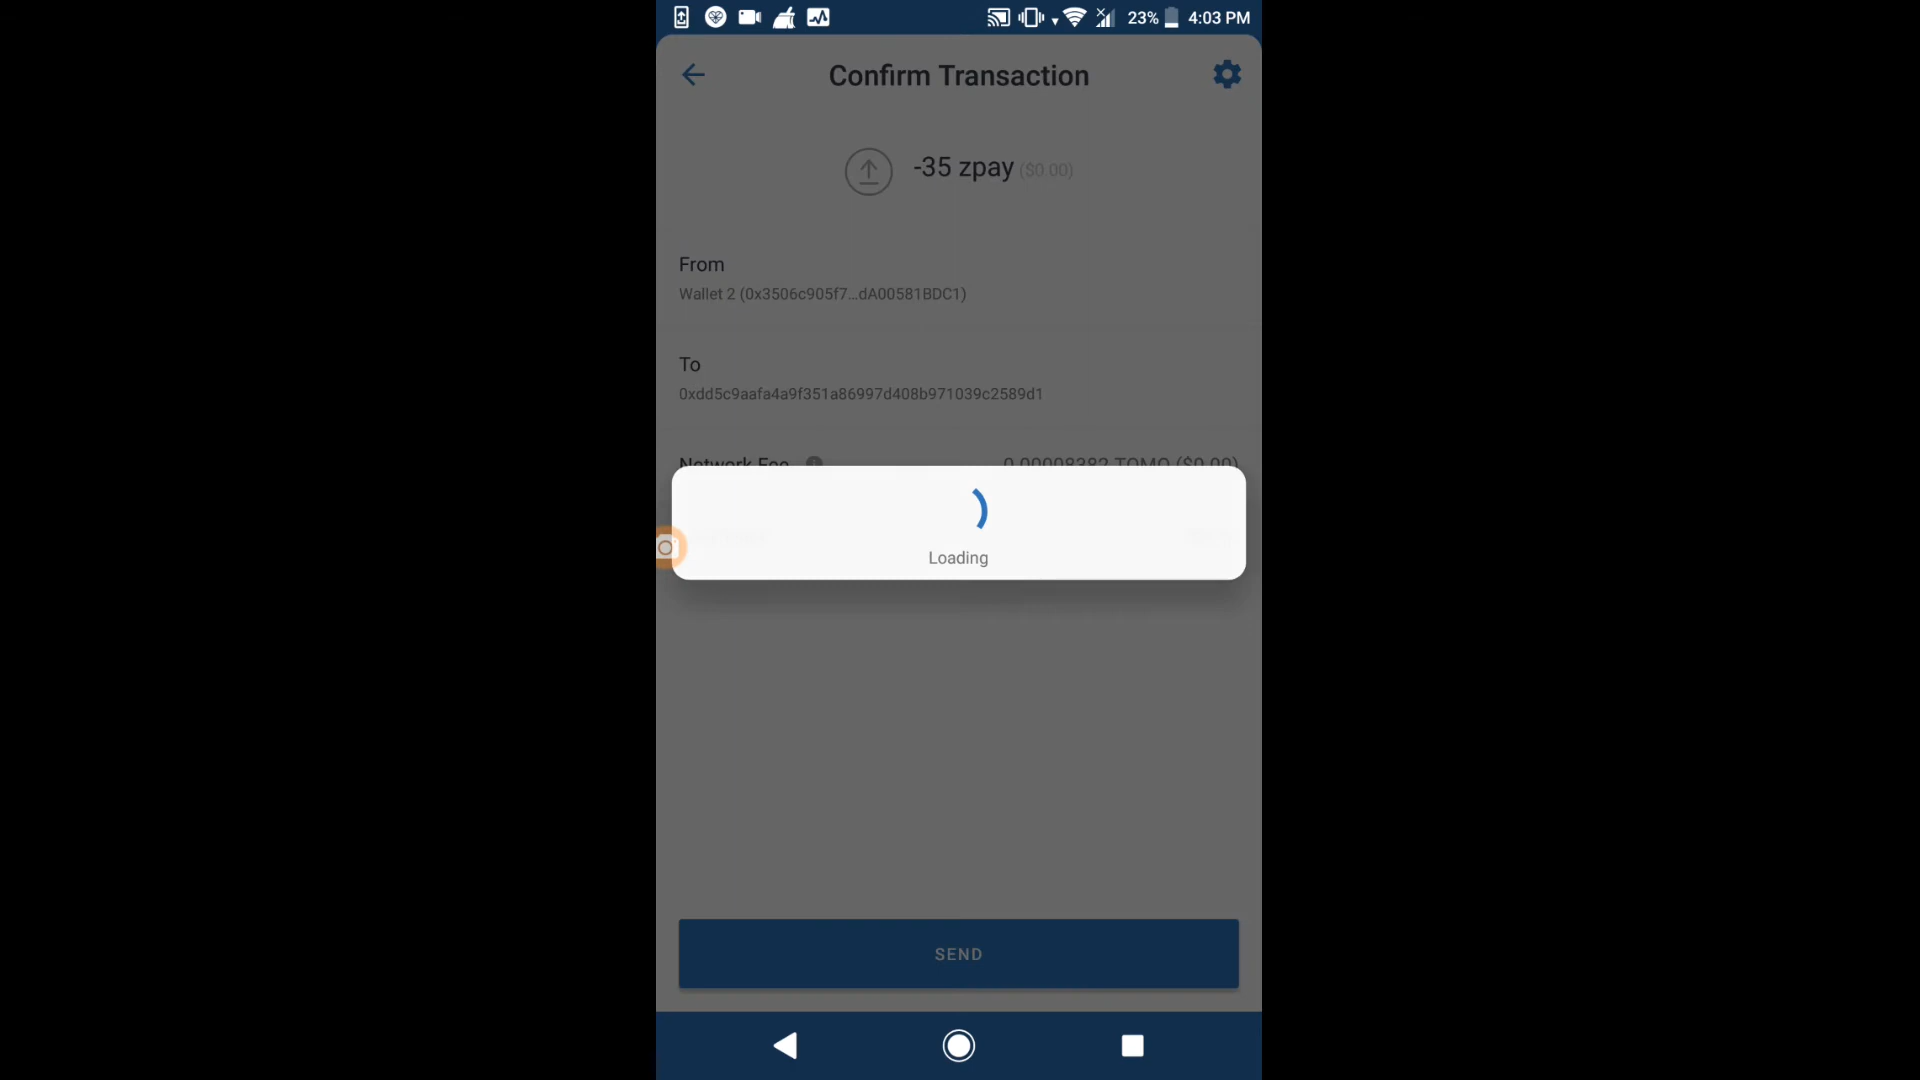 23% 4:03 PM
Confirm Transaction
-35 zpay ($0.00)
From
Wallet 2 (0x3506c905f7...dA00581BDC1)
To
0xdd5c9aafa4a9f351a86997d408b971039c2589d1
Network Fee 0.00008382 TOMO ($0.00)
Loading
SEND